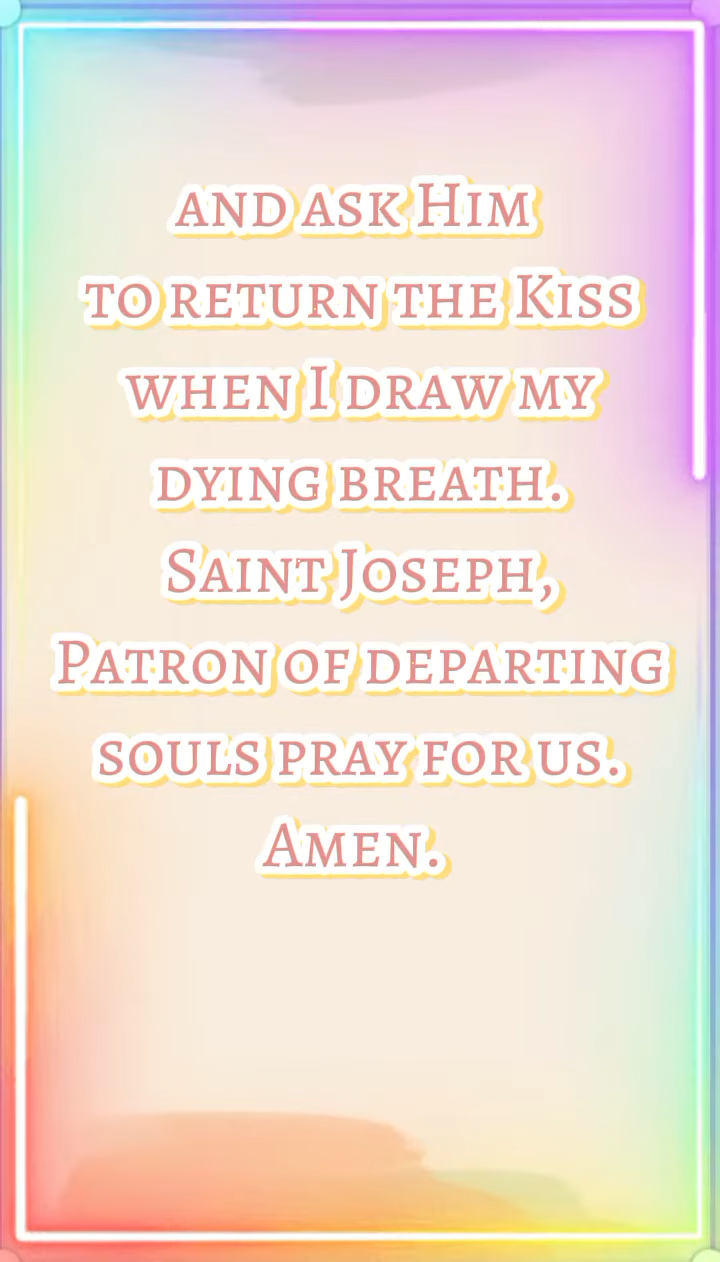 and ask Him
to return the Kiss
when I draw my
dying breath.
Saint Joseph,
Patron of departing
souls pray for us.
Amen.